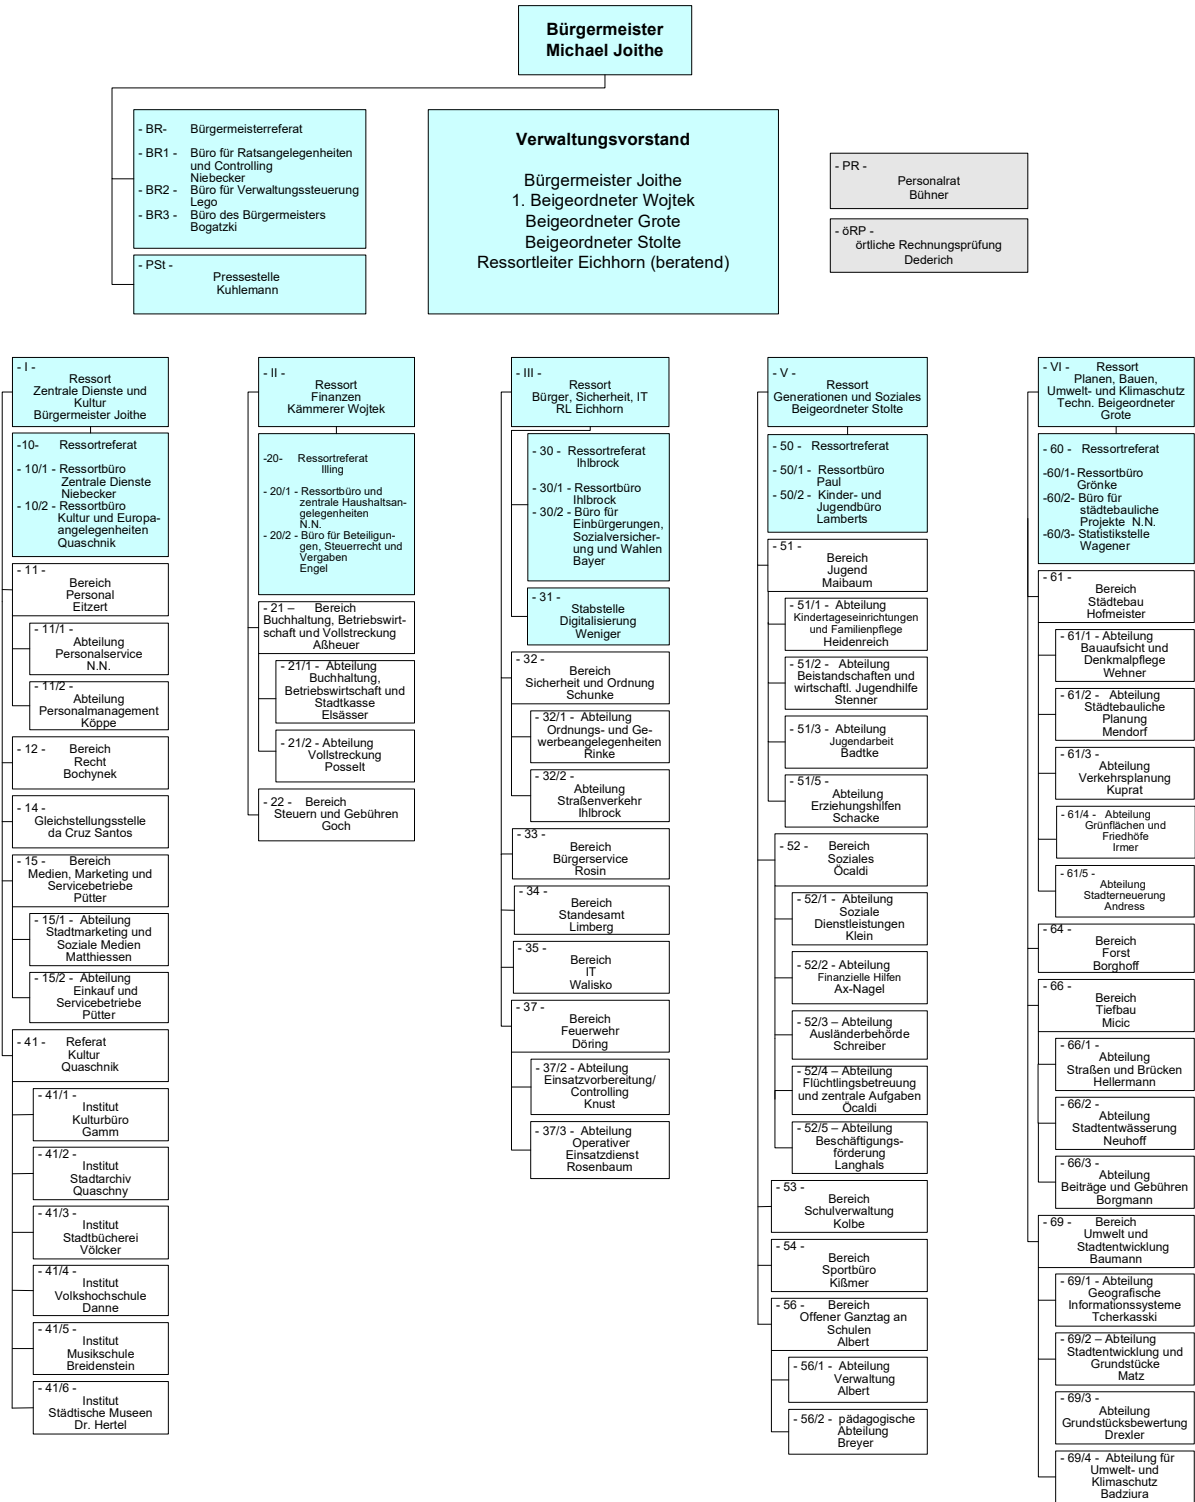 Bürgermeister
Michael Joithe
- BR- Bürgermeisterreferat
- BR1 - Büro für Ratsangelegenheiten
und Controlling
Niebecker
- BR2 - Büro für Verwaltungssteuerung
Lego
- BR3 - Büro des Bürgermeisters
Bogatzki
- PSt -
Pressestelle
Kuhlemann
Verwaltungsvorstand
Bürgermeister Joithe
1. Beigeordneter Wojtek
Beigeordneter Grote
Beigeordneter Stolte
Ressortleiter Eichhorn (beratend)
- PR -
Personalrat
Bühner
- öRP -
örtliche Rechnungsprüfung
Dederich
- I -
Ressort
Zentrale Dienste und
Kultur
Bürgermeister Joithe
-10- Ressortreferat
- 10/1 - Ressortbüro
Zentrale Dienste
Niebecker
- 10/2 - Ressortbüro
Kultur und Europa-
angelegenheiten
Quaschnik
- 11 -
Bereich
Personal
Eitzert
- 11/1 -
Abteilung
Personalservice
N.N.
- 11/2 -
Abteilung
Personalmanagement
Köppe
- 12 - Bereich
Recht
Bochynek
- 14 -
Gleichstellungsstelle
da Cruz Santos
- 15 - Bereich
Medien, Marketing und
Servicebetriebe
Pütter
- 15/1 - Abteilung
Stadtmarketing und
Soziale Medien
Matthiessen
- 15/2 - Abteilung
Einkauf und
Servicebetriebe
Pütter
- 41 - Referat
Kultur
Quaschnik
- 41/1 -
Institut
Kulturbüro
Gamm
- 41/2 -
Institut
Stadtarchiv
Quaschny
- 41/3 -
Institut
Stadtbücherei
Völcker
- 41/4 -
Institut
Volkshochschule
Danne
- 41/5 -
Institut
Musikschule
Breidenstein
- 41/6 -
Institut
Städtische Museen
Dr. Hertel
- II -
Ressort
Finanzen
Kämmerer Wojtek
-20- Ressortreferat
Illing
- 20/1 - Ressortbüro und
zentrale Haushaltsan-
gelegenheiten
N.N.
- 20/2 - Büro für Beteiligun-
gen, Steuerrecht und
Vergaben
Engel
- 21 – Bereich
Buchhaltung, Betriebswirt-
schaft und Vollstreckung
Aßheuer
- 21/1 - Abteilung
Buchhaltung,
Betriebswirtschaft und
Stadtkasse
Elsässer
- 21/2 - Abteilung
Vollstreckung
Posselt
- 22 - Bereich
Steuern und Gebühren
Goch
- III -
Ressort
Bürger, Sicherheit, IT
RL Eichhorn
- 30 - Ressortreferat
Ihlbrock
- 30/1 - Ressortbüro
Ihlbrock
- 30/2 - Büro für
Einbürgerungen,
Sozialversicher-
ung und Wahlen
Bayer
- 31 -
Stabstelle
Digitalisierung
Weniger
- 32 -
Bereich
Sicherheit und Ordnung
Schunke
- 32/1 - Abteilung
Ordnungs- und Ge-
werbeangelegenheiten
Rinke
- 32/2 -
Abteilung
Straßenverkehr
Ihlbrock
- 33 -
Bereich
Bürgerservice
Rosin
- 34 -
Bereich
Standesamt
Limberg
- 35 -
Bereich
IT
Walisko
- 37 -
Bereich
Feuerwehr
Döring
- 37/2 - Abteilung
Einsatzvorbereitung/
Controlling
Knust
- 37/3 - Abteilung
Operativer
Einsatzdienst
Rosenbaum
- V -
Ressort
Generationen und Soziales
Beigeordneter Stolte
- 50 - Ressortreferat
- 50/1 - Ressortbüro
Paul
- 50/2 - Kinder- und
Jugendbüro
Lamberts
- 51 -
Bereich
Jugend
Maibaum
- 51/1 - Abteilung
Kindertageseinrichtungen
und Familienpflege
Heidenreich
- 51/2 - Abteilung
Beistandschaften und
wirtschaftl. Jugendhilfe
Stenner
- 51/3 - Abteilung
Jugendarbeit
Badtke
- 51/5 -
Abteilung
Erziehungshilfen
Schacke
- 52 - Bereich
Soziales
Öcaldi
- 52/1 - Abteilung
Soziale
Dienstleistungen
Klein
- 52/2 - Abteilung
Finanzielle Hilfen
Ax-Nagel
- 52/3 – Abteilung
Ausländerbehörde
Schreiber
- 52/4 – Abteilung
Flüchtlingsbetreuung
und zentrale Aufgaben
Öcaldi
- 52/5 – Abteilung
Beschäftigungs-
förderung
Langhals
- 53 -
Bereich
Schulverwaltung
Kolbe
- 54 -
Bereich
Sportbüro
Kißmer
- 56 - Bereich
Offener Ganztag an
Schulen
Albert
- 56/1 - Abteilung
Verwaltung
Albert
- 56/2 - pädagogische
Abteilung
Breyer
- VI - Ressort
Planen, Bauen,
Umwelt- und Klimaschutz
Techn. Beigeordneter
Grote
- 60 - Ressortreferat
-60/1- Ressortbüro
Grönke
-60/2- Büro für
städtebauliche
Projekte N.N.
-60/3- Statistikstelle
Wagener
- 61 -
Bereich
Städtebau
Hofmeister
- 61/1 - Abteilung
Bauaufsicht und
Denkmalpflege
Wehner
- 61/2 - Abteilung
Städtebauliche
Planung
Mendorf
- 61/3 -
Abteilung
Verkehrsplanung
Kuprat
- 61/4 - Abteilung
Grünflächen und
Friedhöfe
Irmer
- 61/5 -
Abteilung
Stadterneuerung
Andress
- 64 -
Bereich
Forst
Borghoff
- 66 -
Bereich
Tiefbau
Micic
- 66/1 -
Abteilung
Straßen und Brücken
Hellermann
- 66/2 -
Abteilung
Stadtentwässerung
Neuhoff
- 66/3 -
Abteilung
Beiträge und Gebühren
Borgmann
- 69 - Bereich
Umwelt und
Stadtentwicklung
Baumann
- 69/1 - Abteilung
Geografische
Informationssysteme
Tcherkasski
- 69/2 – Abteilung
Stadtentwicklung und
Grundstücke
Matz
- 69/3 -
Abteilung
Grundstücksbewertung
Drexler
- 69/4 - Abteilung für
Umwelt- und
Klimaschutz
Badziura